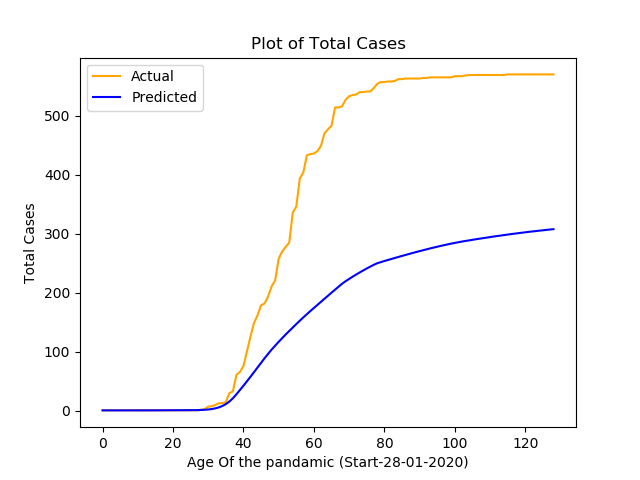 Plot of Total Cases
Actual
Predicted
500
400
300
200
100
0
Total Cases
0 20 40 60 80 100 120
Age Of the pandamic (Start-28-01-2020)